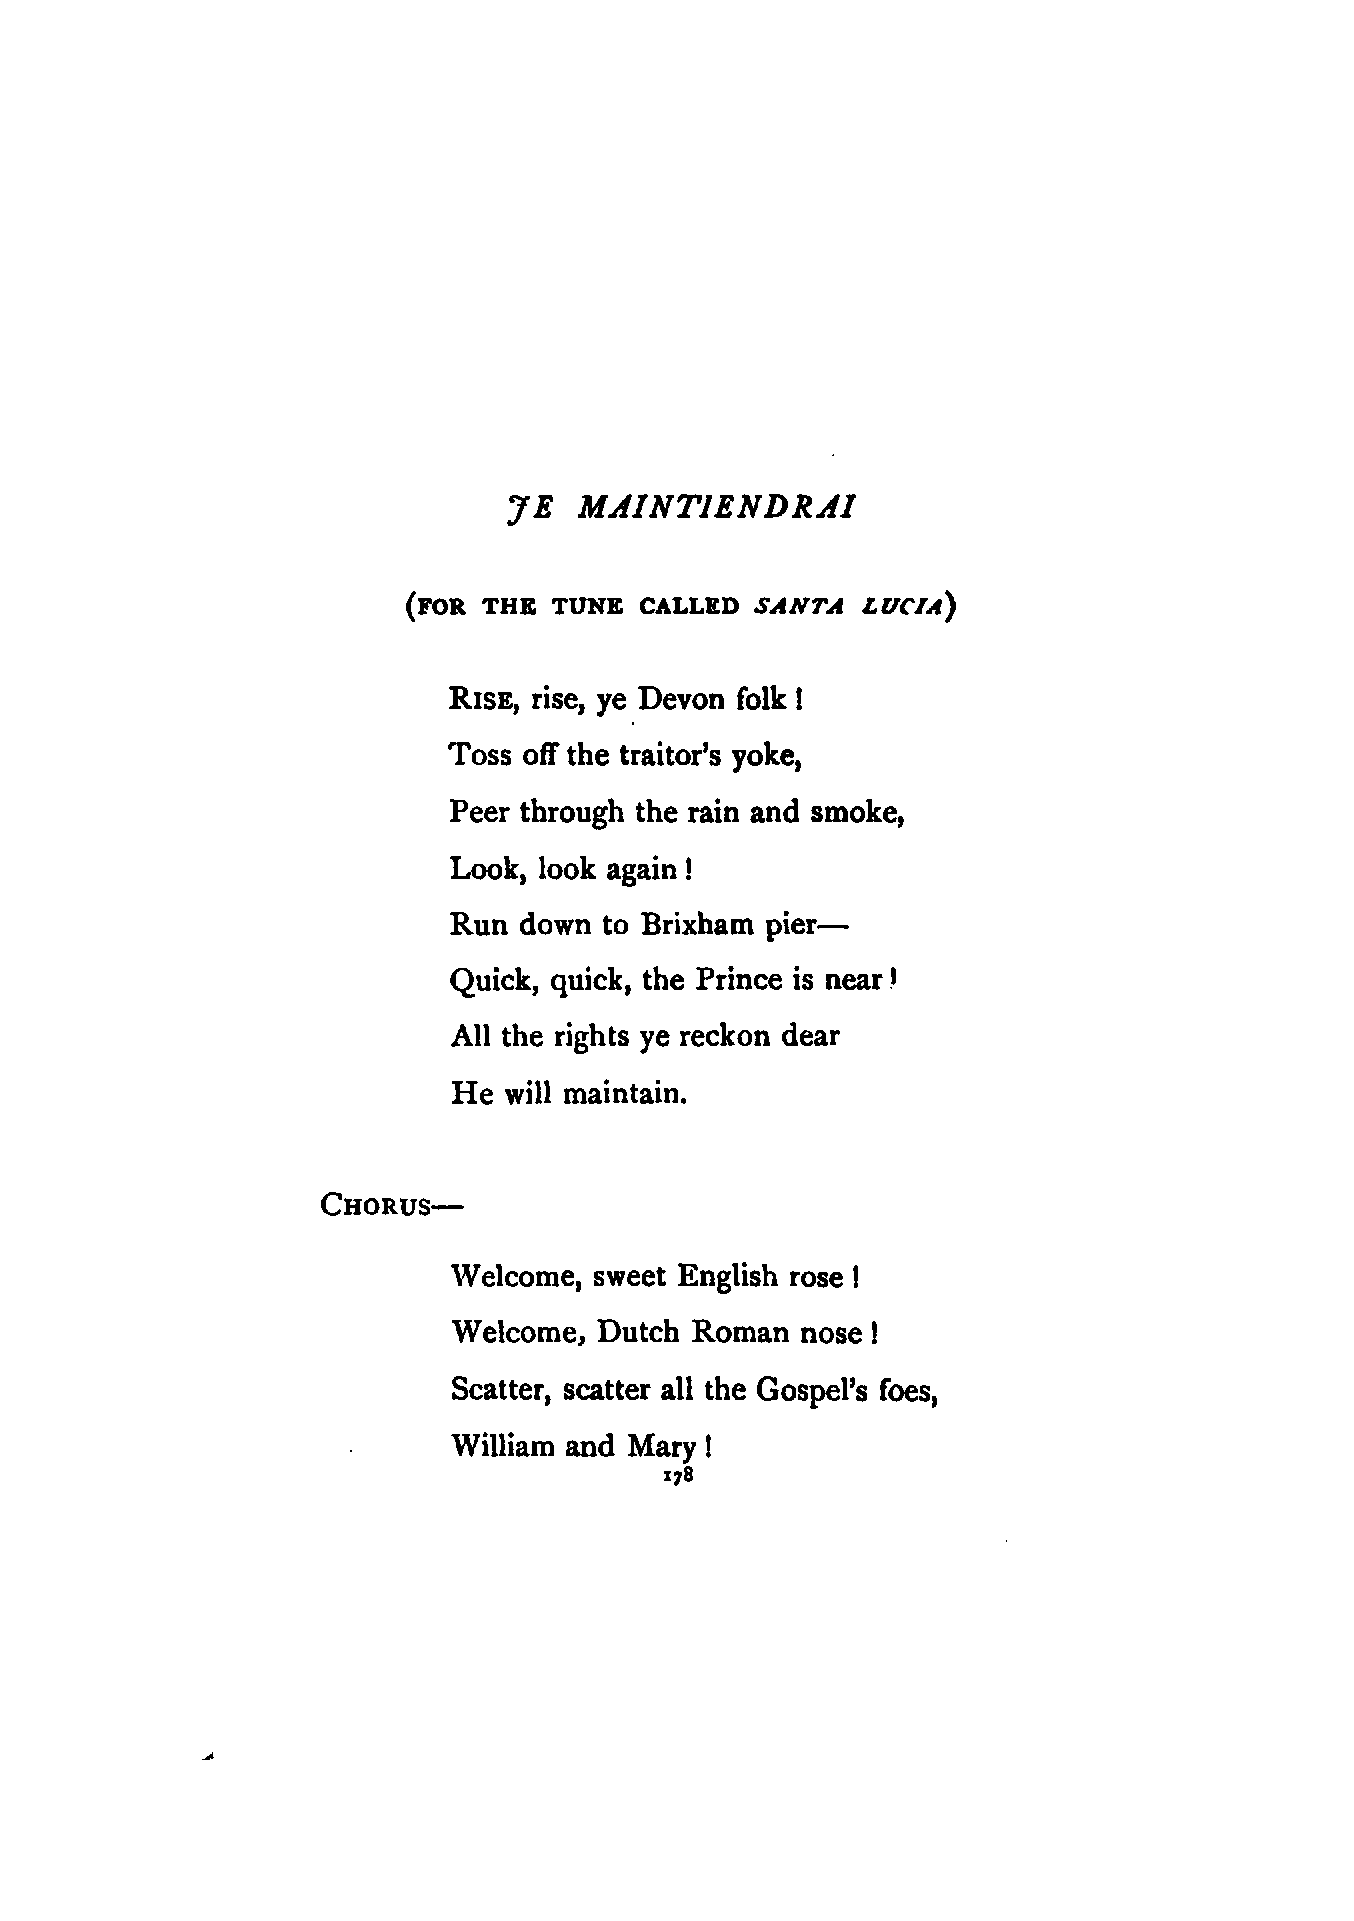 JE MAINTIENDRAI
(FOR THE TUNE CALLED SANTA LUCIA)
RISE, rise, ye Devon folk!
Toss off the traitor's yoke,
Peer through the rain and smoke,
Look, look again!
Run down to Brixham pier—
Quick, quick, the Prince is near!
All the rights ye reckon dear
He will maintain.
CHORUS—
Welcome, sweet English rose!
Welcome, Dutch Roman nose!
Scatter, scatter all the Gospel's foes,
William and Mary!
178